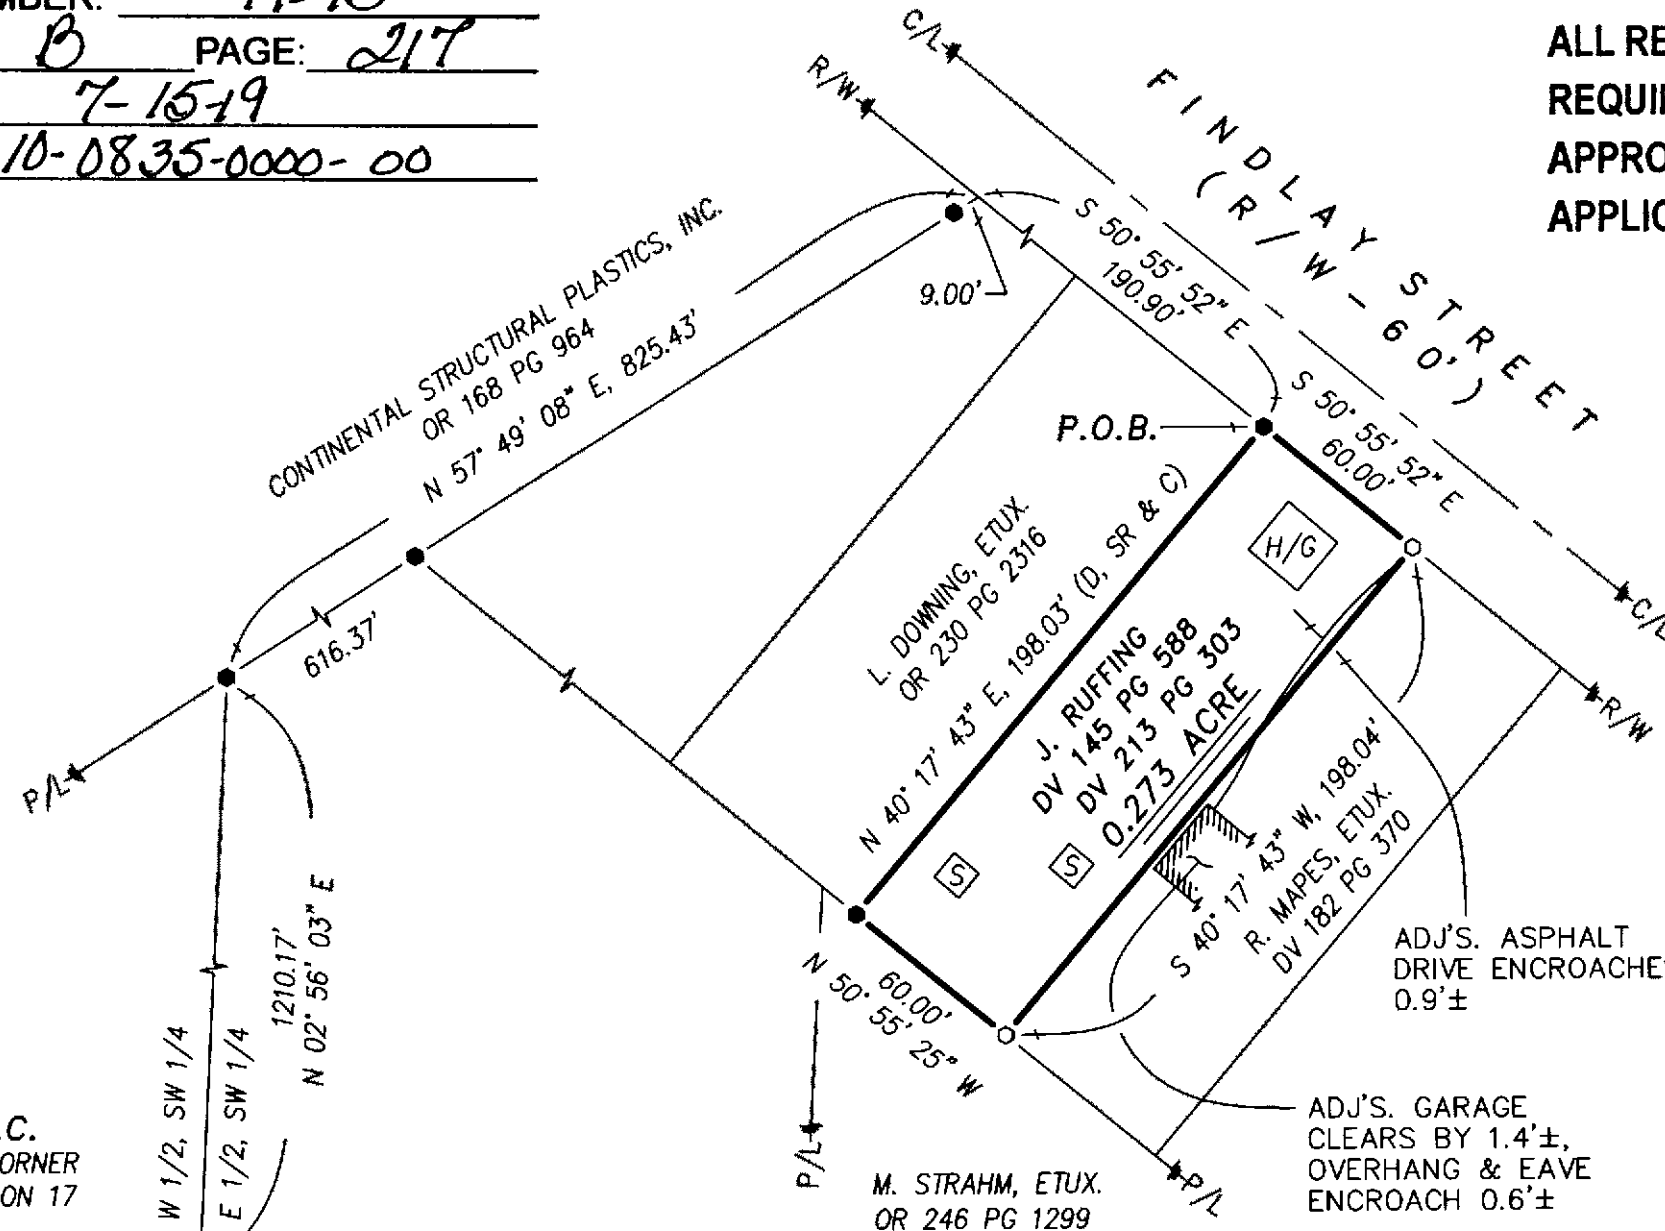 B PAGE: 217
7-15-19
10-0835-0000-00
ALL RE
REQUI
APPRO
APPLIC
C/L
R/W
FINDLAY STREET
(R/W - 60')
CONTINENTAL STRUCTURAL PLASTICS, INC.
OR 168 PG 964
N 57° 49' 08" E, 825.43'
9.00'
S 50° 55' 52" E
190.90'
S 50° 55' 52" E
60.00'
P.O.B.
H/G
C/L
R/W
616.37'
P/L
L. DOWNING, ETUX.
OR 230 PG 2316
N 40° 17' 43" E, 198.03' (D, SR & C)
J. RUFFING
DV 145 PG 588
DV 213 PG 303
0.273 ACRE
S
S
S 40° 17' 43" W, 198.04'
R. MAPES, ETUX.
DV 182 PG 370
ADJ'S. ASPHALT
DRIVE ENCROACHE
0.9'±
60.00'
N 50° 55' 25" W
1210.17'
N 02° 56' 03" E
W 1/2, SW 1/4
E 1/2, SW 1/4
P/L
P/L
ADJ'S. GARAGE
CLEARS BY 1.4'±,
OVERHANG & EAVE
ENCROACH 0.6'±
M. STRAHM, ETUX.
OR 246 PG 1299
.C.
ORNER
ON 17